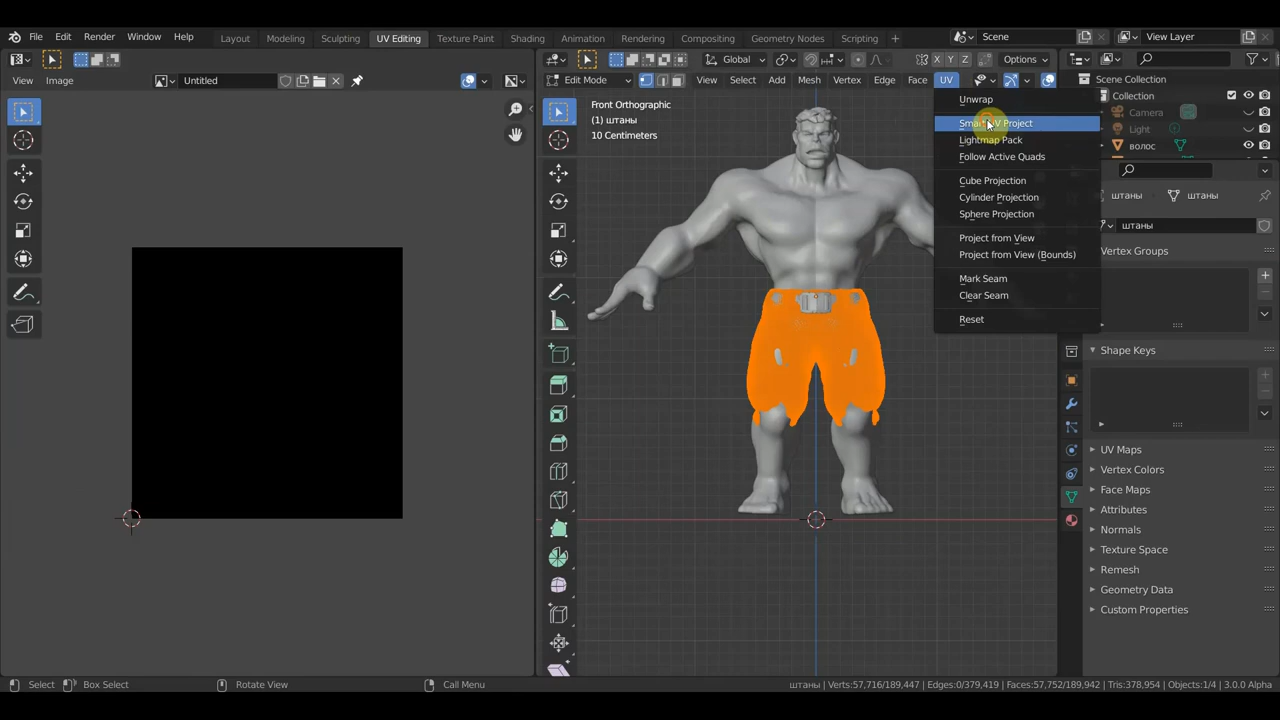 File Edit Render Window Help
Layout Modeling Sculpting UV Editing Texture Paint Shading Animation Rendering Compositing Geometry Nodes Scripting +
Scene
View Layer
Edit Mode
View Select Add Mesh Vertex Edge Face UV
Global
X Y Z
Options
View Image
Untitled
Front Orthographic
(1) штаны
10 Centimeters
Unwrap
Smart UV Project
Lightmap Pack
Follow Active Quads
Cube Projection
Cylinder Projection
Sphere Projection
Project from View
Project from View (Bounds)
Mark Seam
Clear Seam
Reset
Scene Collection
Collection
Camera
Light
волос
штаны
штаны
штаны
Vertex Groups
Shape Keys
UV Maps
Vertex Colors
Face Maps
Attributes
Normals
Texture Space
Remesh
Geometry Data
Custom Properties
Select
Box Select
Rotate View
Call Menu
штаны | Verts:57,716/189,447 | Edges:0/379,419 | Faces:57,752/189,942 | Tris:378,954 | Objects:1/4 | 3.0.0 Alpha